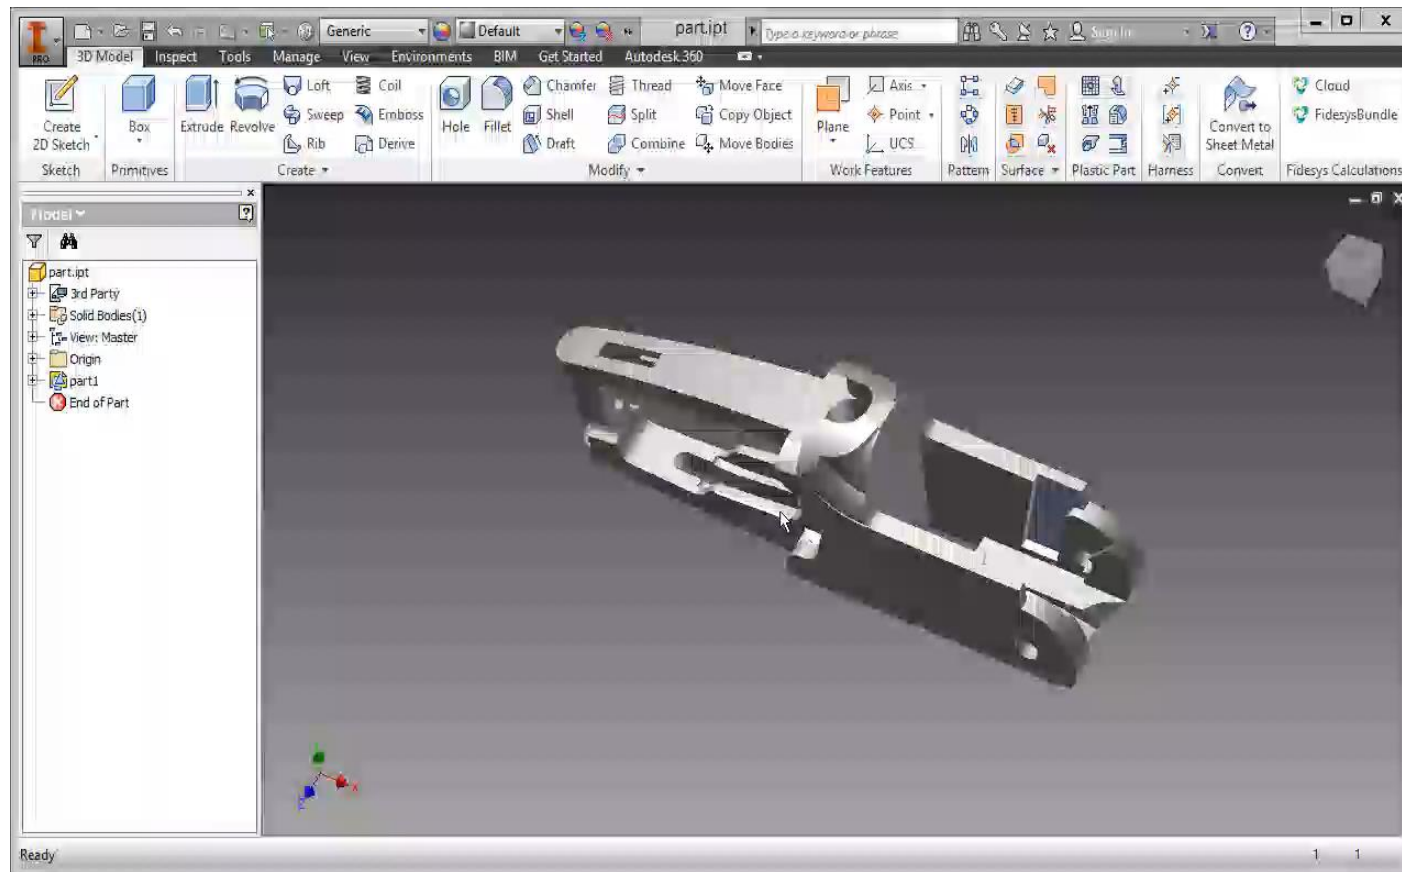 PRO
Generic
Default
part.ipt
Type a keyword or phrase
Sign In
3D Model Inspect Tools Manage View Environments BIM Get Started Autodesk 360
Create 2D Sketch
Box
Extrude
Revolve
Loft
Sweep
Rib
Coil
Emboss
Derive
Hole
Fillet
Chamfer
Shell
Draft
Thread
Split
Combine
Move Face
Copy Object
Move Bodies
Plane
Axis
Point
UCS
Convert to Sheet Metal
Cloud
FidesysBundle
Sketch Primitives Create Modify Work Features Pattern Surface Plastic Part Harness Convert Fidesys Calculations
Model
part.ipt
3rd Party
Solid Bodies(1)
View: Master
Origin
part1
End of Part
x
z
Ready
1 1